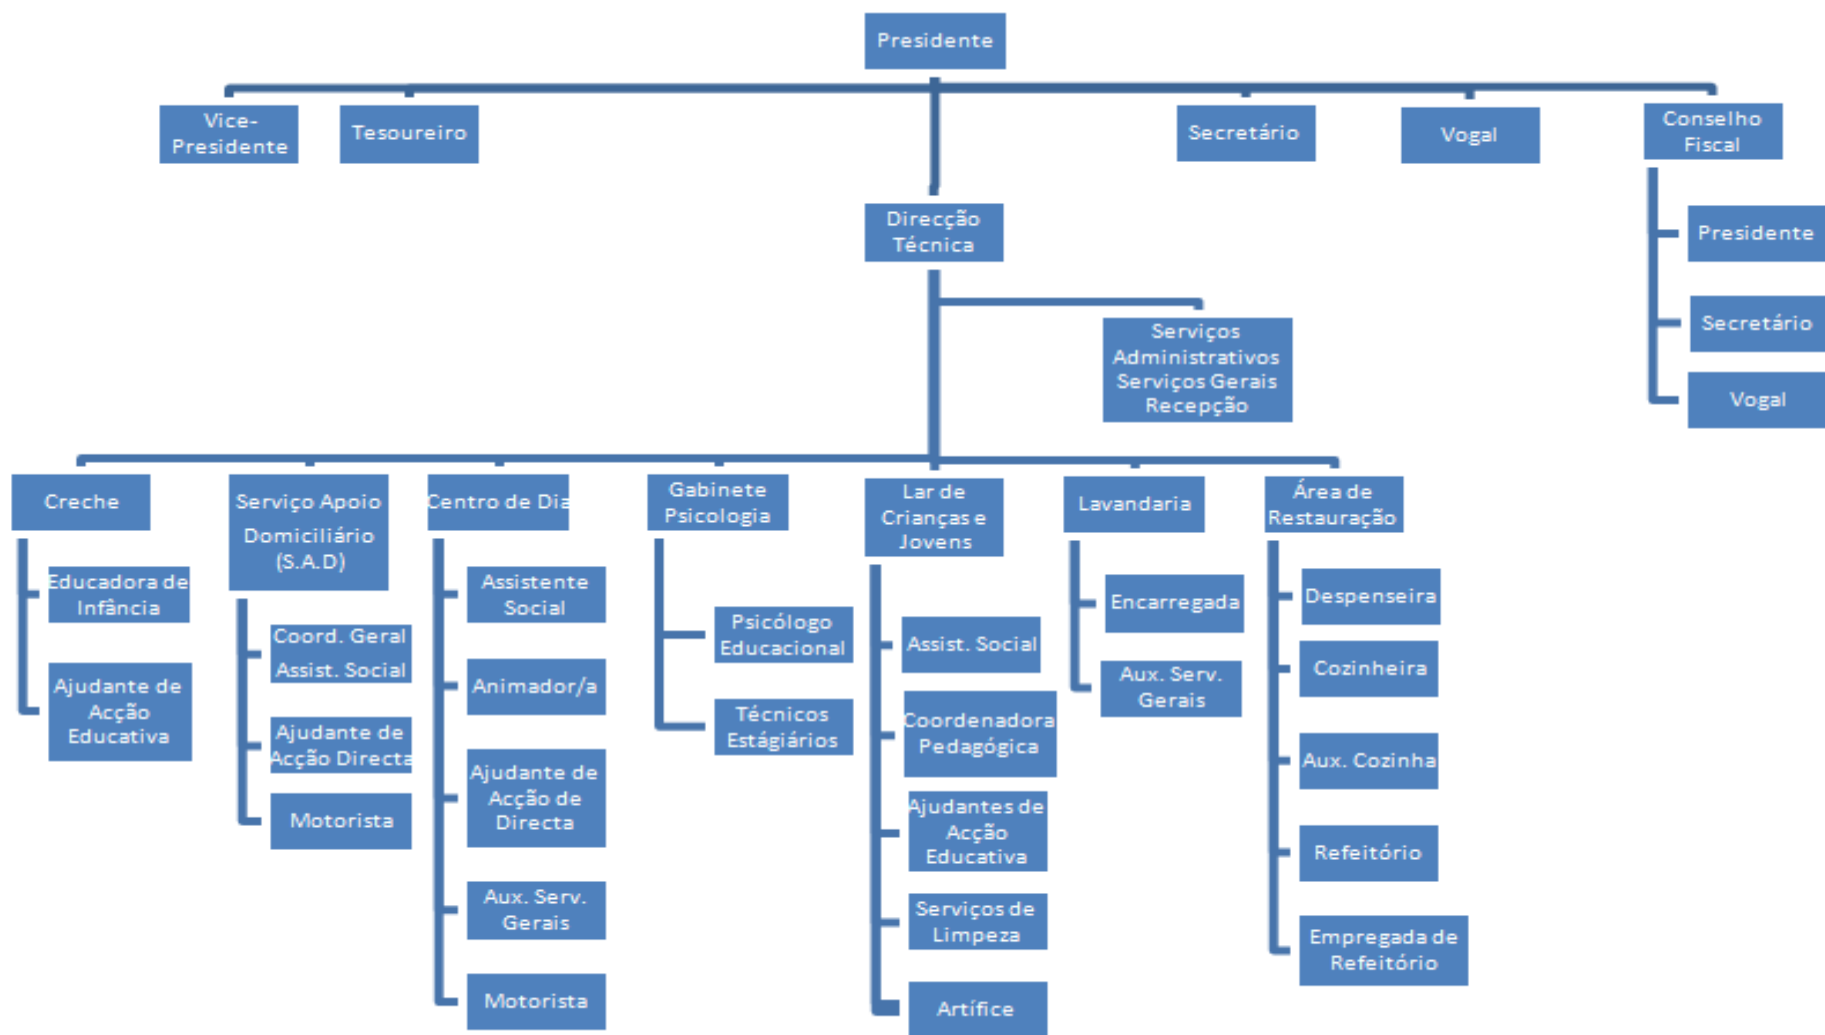 Presidente
Vice-
Presidente
Tesoureiro
Secretário
Vogal
Conselho
Fiscal
Direcção
Técnica
Presidente
Secretário
Vogal
Serviços
Administrativos
Serviços Gerais
Recepção
Creche
Educadora de
Infância
Ajudante de
Acção
Educativa
Serviço Apoio
Domiciliário
(S.A.D)
Coord. Geral
Assist. Social
Ajudante de
Acção Directa
Motorista
Centro de Dia
Assistente
Social
Animador/a
Ajudante de
Acção de
Directa
Aux. Serv.
Gerais
Motorista
Gabinete
Psicologia
Psicólogo
Educacional
Técnicos
Estágiários
Lar de
Crianças e
Jovens
Assist. Social
Coordenadora
Pedagógica
Ajudantes de
Acção
Educativa
Serviços de
Limpeza
Artífice
Lavandaria
Encarregada
Aux. Serv.
Gerais
Área de
Restauração
Despenseira
Cozinheira
Aux. Cozinha
Refeitório
Empregada de
Refeitório